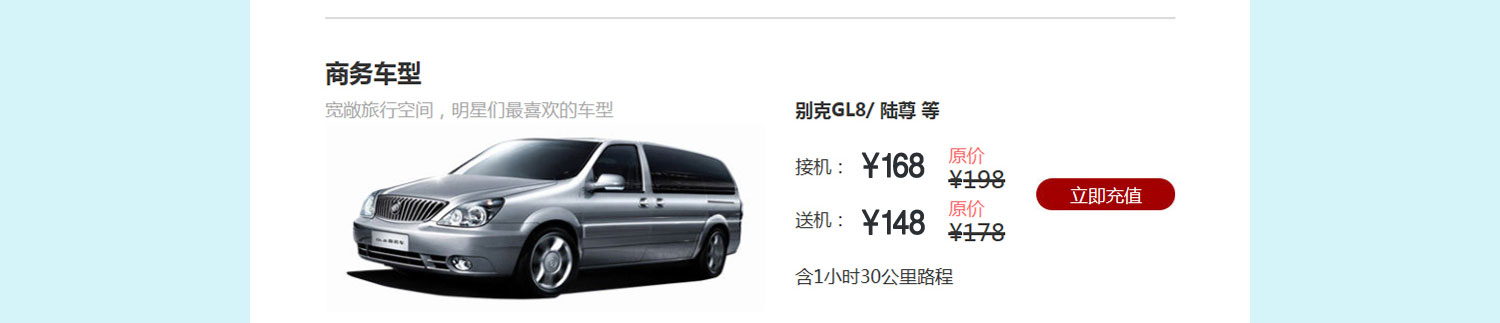 商务车型
宽敞旅行空间，明星们最喜欢的车型
别克GL8/ 陆尊 等
接机： ¥168 原价 ¥198
送机： ¥148 原价 ¥178
立即充值
含1小时30公里路程